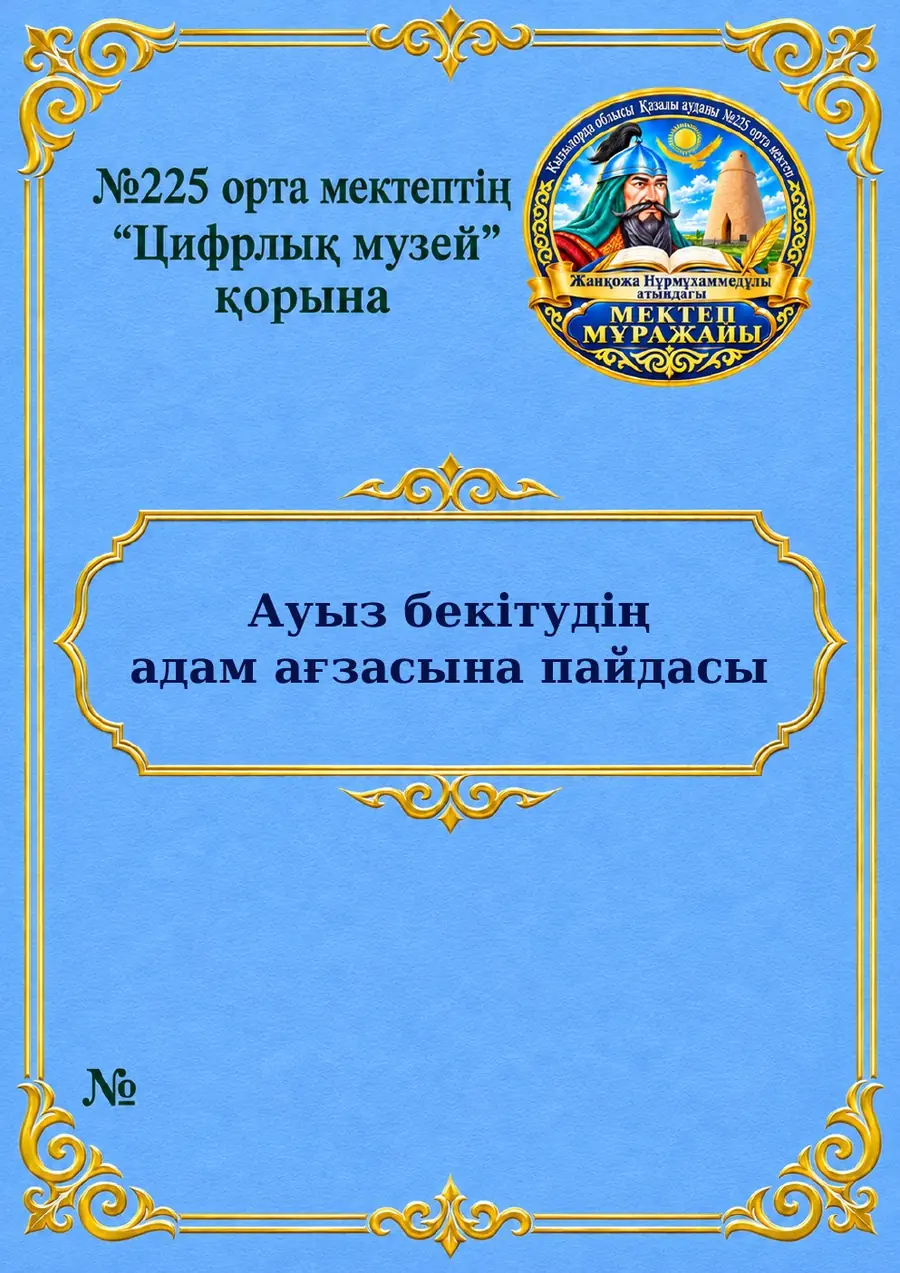 №225 орта мектептің
“Цифрлық музей”
қорына
Қызылорда облысы Қазалы ауданы №225 орта мектеп
Жанқожа Нұрмұхаммедұлы
атындағы
МЕКТЕП
МҰРАЖАЙЫ
Ауыз бекітудің
адам ағзасына пайдасы
№